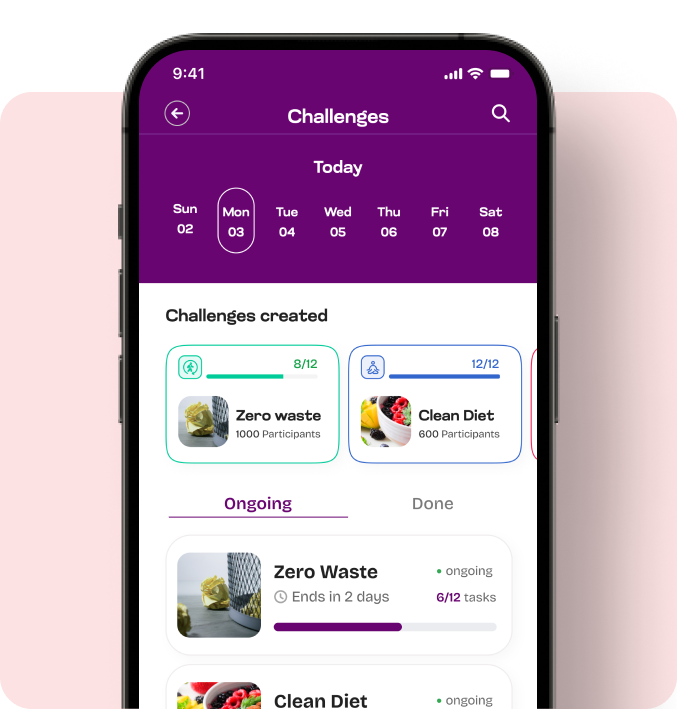 9:41
Challenges
Today
Sun Mon Tue Wed Thu Fri Sat
02 03 04 05 06 07 08
Challenges created
8/12
Zero waste
1000 Participants
12/12
Clean Diet
600 Participants
Ongoing Done
Zero Waste • ongoing
Ends in 2 days 6/12 tasks
Clean Diet • ongoing